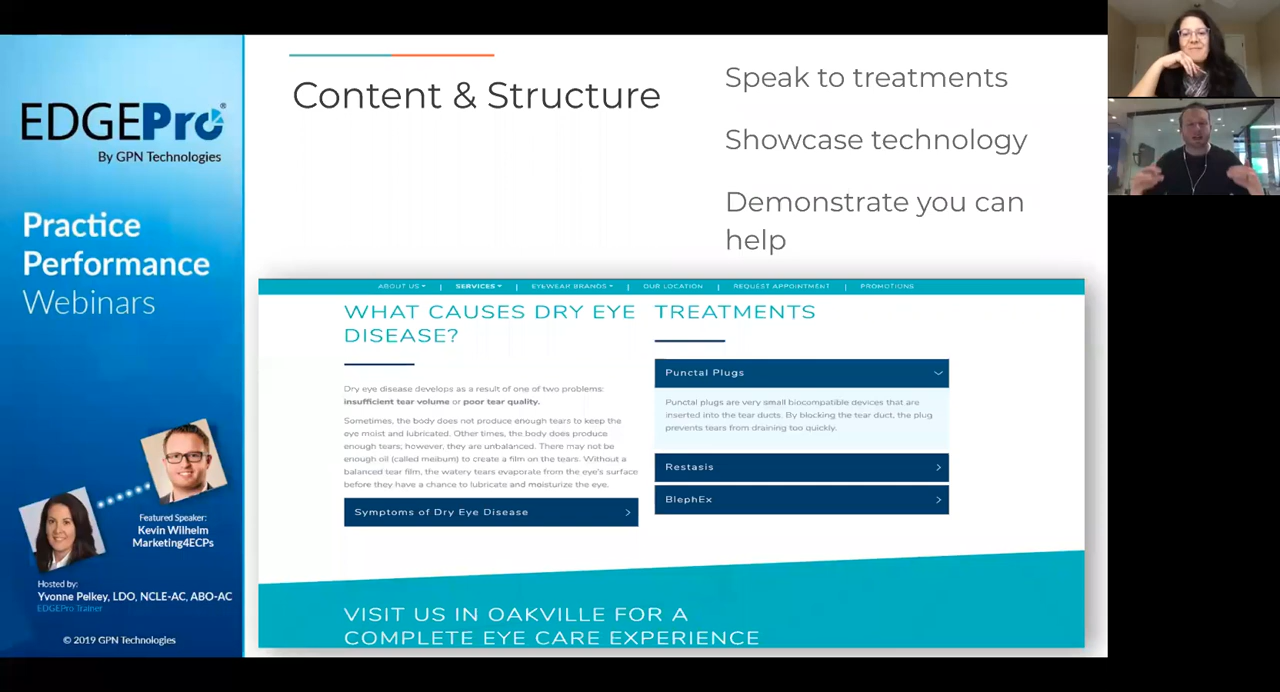 EDGEPro®
By GPN Technologies
Practice
Performance
Webinars
Featured Speaker:
Kevin Wilhelm
Marketing4ECPs
Hosted by:
Yvonne Pelkey, LDO, NCLE-AC, ABO-AC
EDGEPro Trainer
© 2019 GPN Technologies
Content & Structure
Speak to treatments
Showcase technology
Demonstrate you can
help
ABOUT US | SERVICES | EYEWEAR BRANDS | OUR LOCATION | REQUEST APPOINTMENT | PROMOTIONS
WHAT CAUSES DRY EYE
DISEASE?
Dry eye disease develops as a result of one of two problems:
insufficient tear volume or poor tear quality.
Sometimes, the body does not produce enough tears to keep the
eye moist and lubricated. Other times, the body does produce
enough tears; however, they are unbalanced. There may not be
enough oil (called meibum) to create a film on the tears. Without a
balanced tear film, the watery tears evaporate from the eye's surface
before they have a chance to lubricate and moisturize the eye.
Symptoms of Dry Eye Disease
TREATMENTS
Punctal Plugs
Punctal plugs are very small biocompatible devices that are
inserted into the tear ducts. By blocking the tear duct, the plug
prevents tears from draining too quickly.
Restasis
BlephEx
VISIT US IN OAKVILLE FOR A
COMPLETE EYE CARE EXPERIENCE